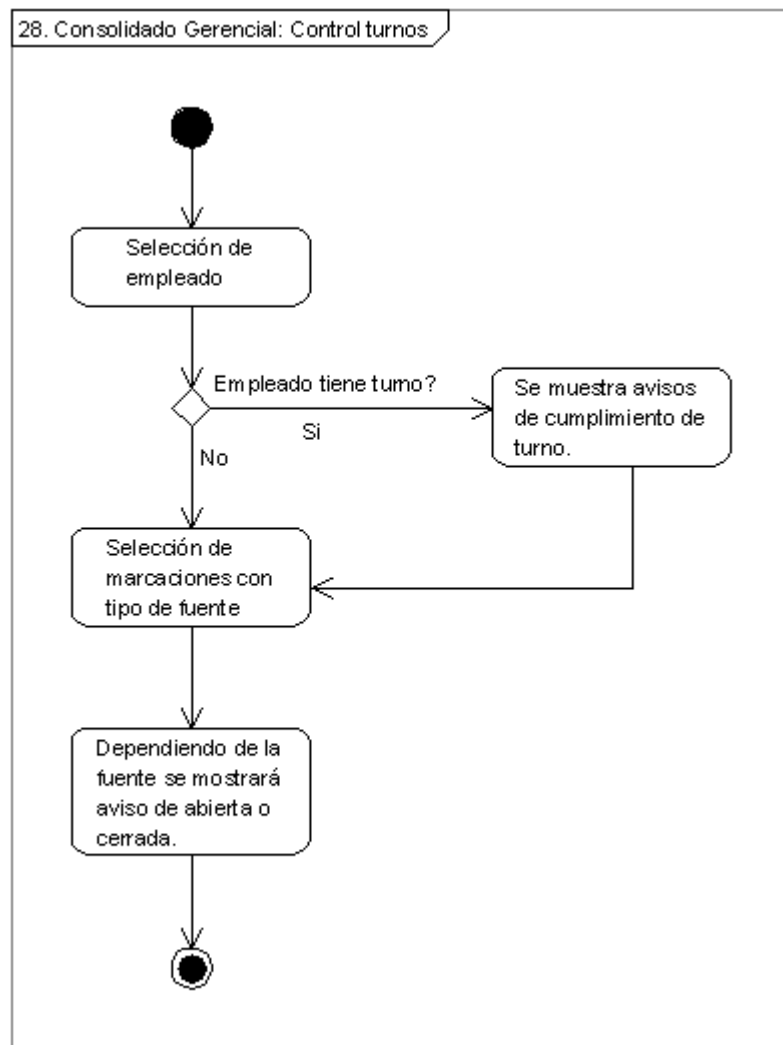 28. Consolidado Gerencial: Control turnos
Selección de
empleado
Empleado tiene turno?
Si
No
Se muestra avisos
de cumplimiento de
turno.
Selección de
marcaciones con
tipo de fuente
Dependiendo de la
fuente se mostrará
aviso de abierta o
cerrada.